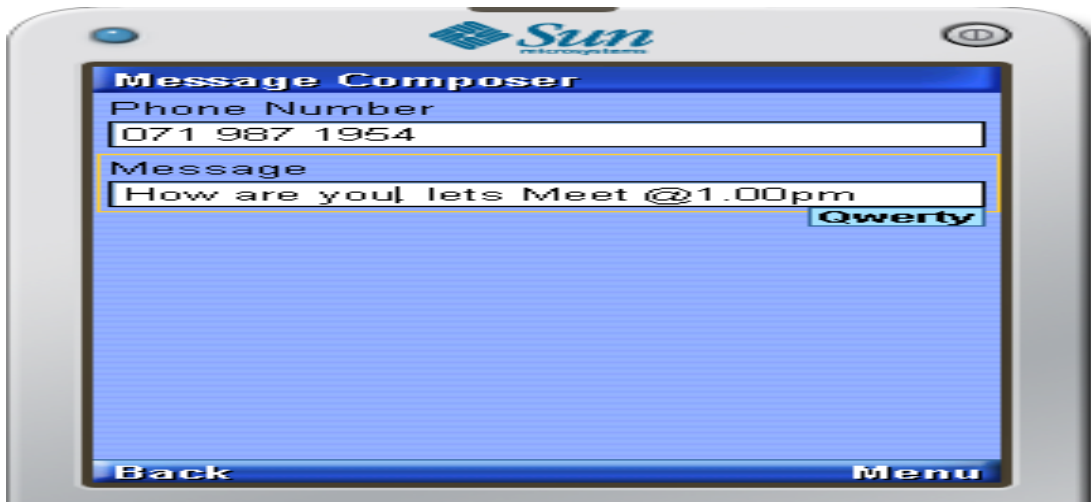 Sun
microsystems
Message Composer
Phone Number
071 987 1954
Message
How are you, lets Meet @1.00pm
Qwerty
Back Menu